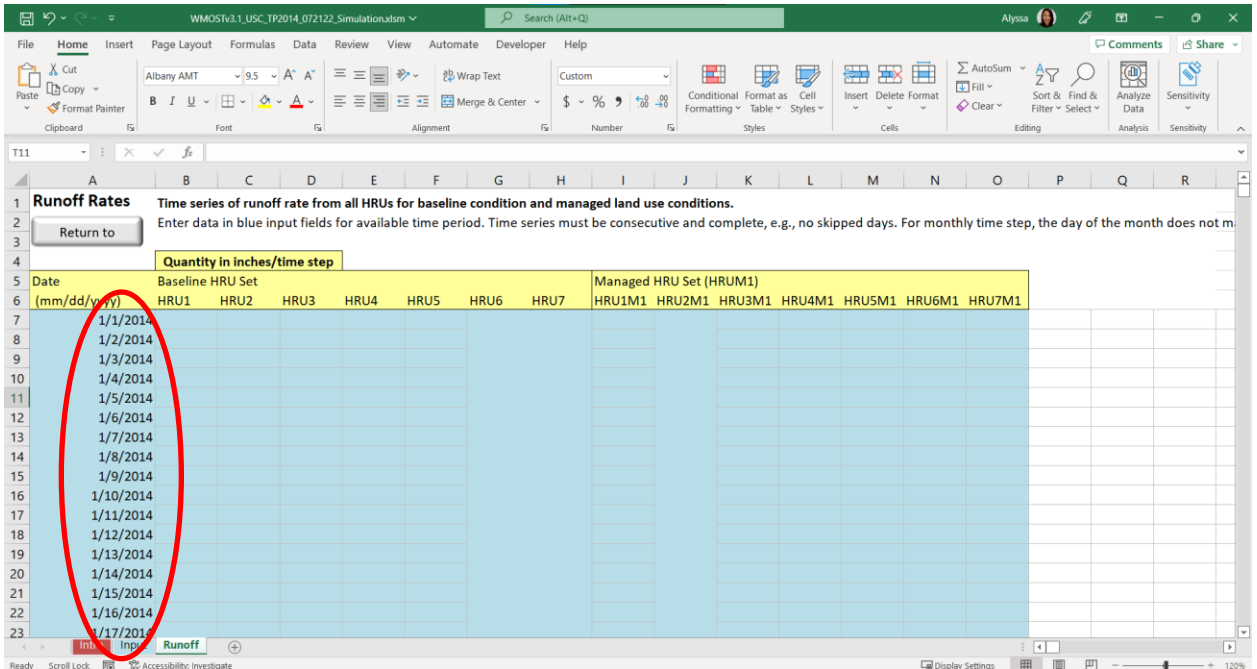 WMOSTv3.1_USC_TP2014_072122_Simulation.xlsm
Search (Alt+Q)
Alyssa
File Home Insert Page Layout Formulas Data Review View Automate Developer Help Comments Share
Paste
Cut
Copy
Format Painter
Clipboard
Albany AMT 9.5 A^ A˅
B I U A
Font
Wrap Text
Merge & Center
Alignment
Custom
$ % 9
Number
Conditional Formatting
Format as Table
Cell Styles
Styles
Insert Delete Format
Cells
AutoSum
Fill
Clear
Sort & Filter
Find & Select
Editing
Analyze Data
Analysis
Sensitivity
Sensitivity
T11 fx
A B C D E F G H I J K L M N O P Q R
1 Runoff Rates Time series of runoff rate from all HRUs for baseline condition and managed land use conditions.
2 Return to Enter data in blue input fields for available time period. Time series must be consecutive and complete, e.g., no skipped days. For monthly time step, the day of the month does not m
3
4 Quantity in inches/time step
5 Date Baseline HRU Set Managed HRU Set (HRUM1)
6 (mm/dd/yyyy) HRU1 HRU2 HRU3 HRU4 HRU5 HRU6 HRU7 HRU1M1 HRU2M1 HRU3M1 HRU4M1 HRU5M1 HRU6M1 HRU7M1
7 1/1/2014
8 1/2/2014
9 1/3/2014
10 1/4/2014
11 1/5/2014
12 1/6/2014
13 1/7/2014
14 1/8/2014
15 1/9/2014
16 1/10/2014
17 1/11/2014
18 1/12/2014
19 1/13/2014
20 1/14/2014
21 1/15/2014
22 1/16/2014
23 1/17/2014
Intro Input Runoff
Ready Scroll Lock Accessibility: Investigate Display Settings 120%